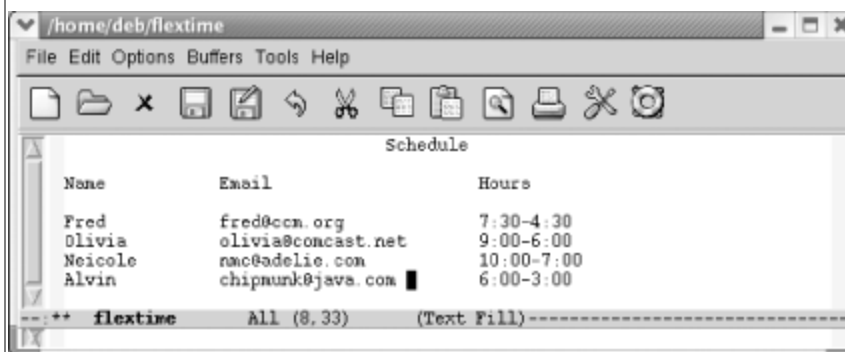 /home/deb/flextime
File Edit Options Buffers Tools Help
Schedule
Name Email Hours
Fred fred@ccm.org 7:30-4:30
Olivia olivia@comcast.net 9:00-6:00
Neicole nmc@adelie.com 10:00-7:00
Alvin chipmunk@java.com 6:00-3:00
--:** flextime All (8,33) (Text Fill)--------------------------------